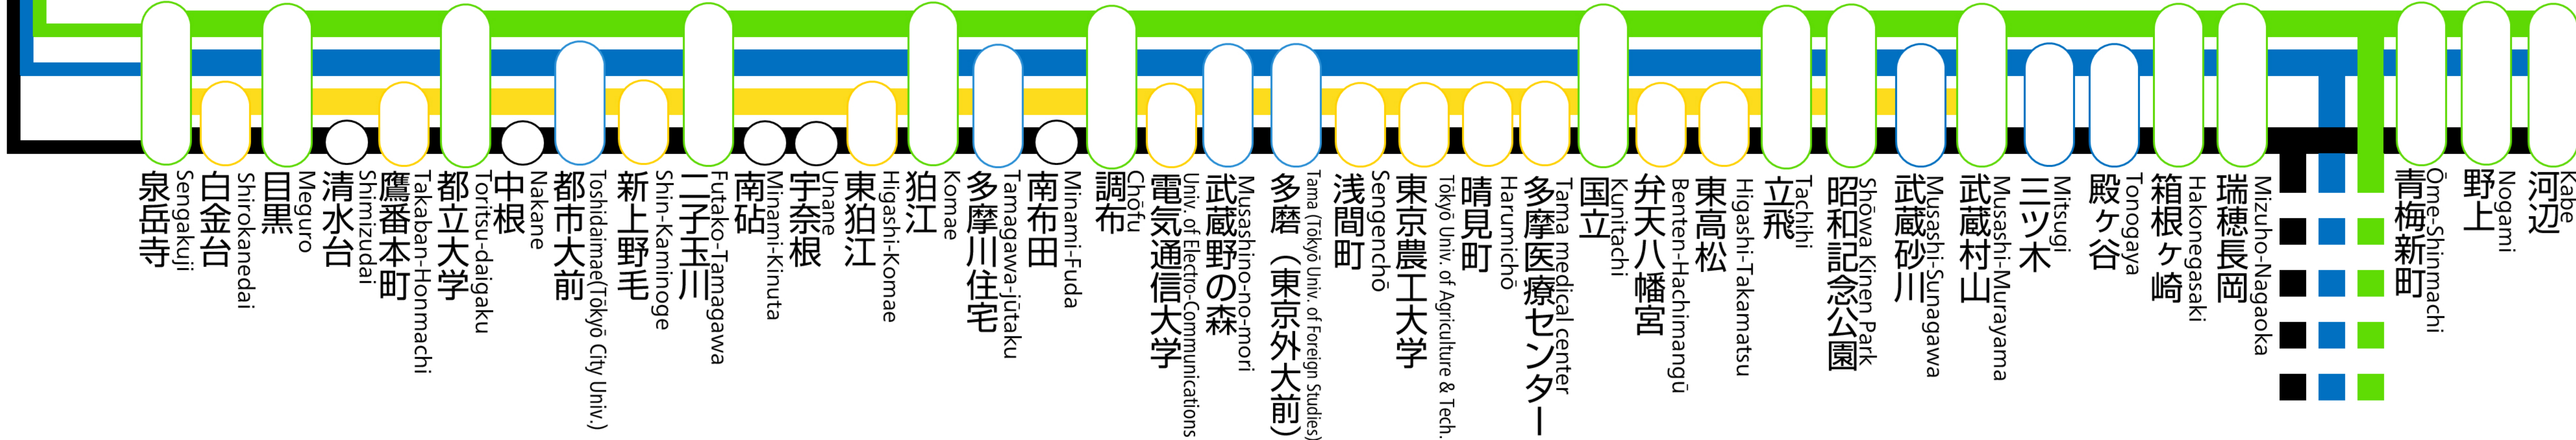 泉岳寺
Sengakuji
白金台
Shirokanedai
目黒
Meguro
清水台
Shimizudai
鷹番本町
Takaban-Honmachi
都立大学
Toritsu-daigaku
中根
Nakane
都市大前
Toshidaimae(Tōkyō City Univ.)
新上野毛
Shin-Kaminoge
二子玉川
Futako-Tamagawa
南砧
Minami-Kinuta
宇奈根
Unane
東狛江
Higashi-Komae
狛江
Komae
多摩川住宅
Tamagawa-jūtaku
南布田
Minami-Fuda
調布
Chōfu
電気通信大学
Univ. of Electro-Communications
武蔵野の森
Musashino-no-mori
多磨（東京外大前）
Tama (Tōkyō Univ. of Foreign Studies)
浅間町
Sengenchō
東京農工大学
Tōkyō Univ. of Agriculture & Tech.
晴見町
Harumichō
多摩医療センター
Tama medical center
国立
Kunitachi
弁天八幡宮
Benten-Hachimangū
東高松
Higashi-Takamatsu
立飛
Tachihi
昭和記念公園
Shōwa Kinen Park
武蔵砂川
Musashi-Sunagawa
武蔵村山
Musashi-Murayama
三ツ木
Mitsugi
殿ヶ谷
Tonogaya
箱根ヶ崎
Hakonegasaki
瑞穂長岡
Mizuho-Nagaoka
青梅新町
Ōme-Shinmachi
野上
Nogami
河辺
Kabe